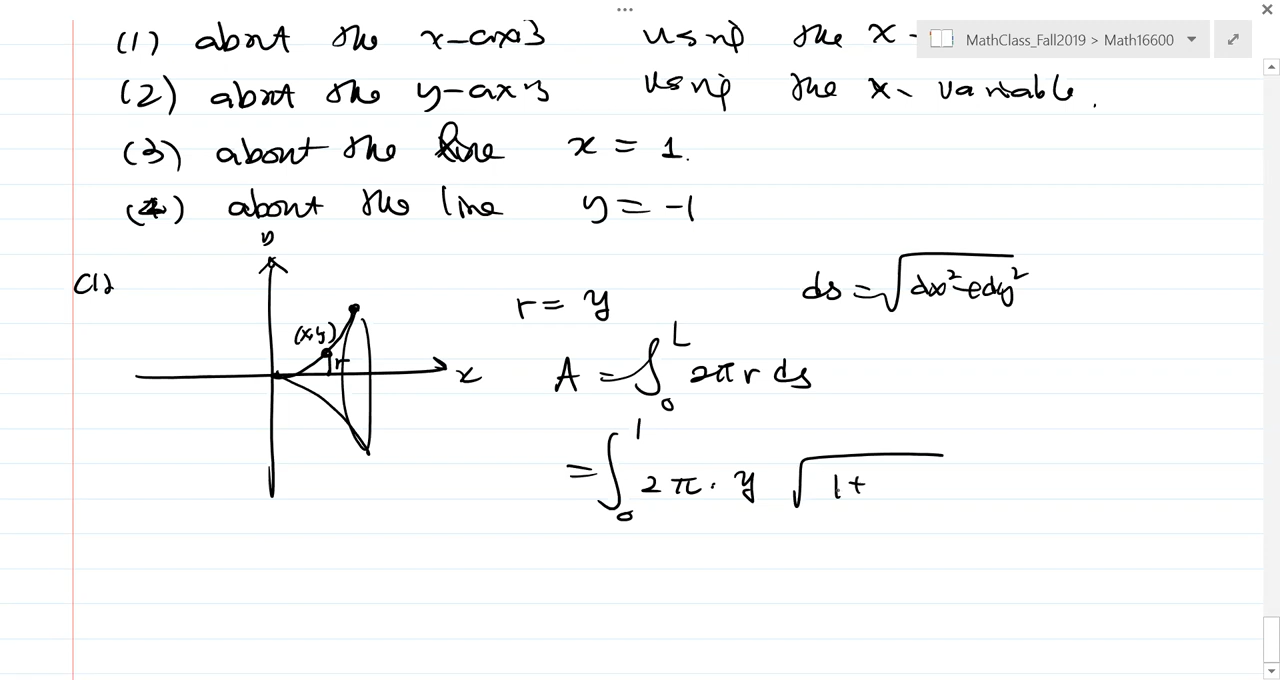 (1) about the x-axis using the x -
MathClass_Fall2019 > Math16600
(2) about the y-axis using the x- variable.
(3) about the line x = 1.
(4) about the line y = -1
(1)
y
(x,y)
r
x
r = y
ds = √(dx² + dy²)
A = ∫₀ᴸ 2πr ds
= ∫₀¹ 2π · y √(1+